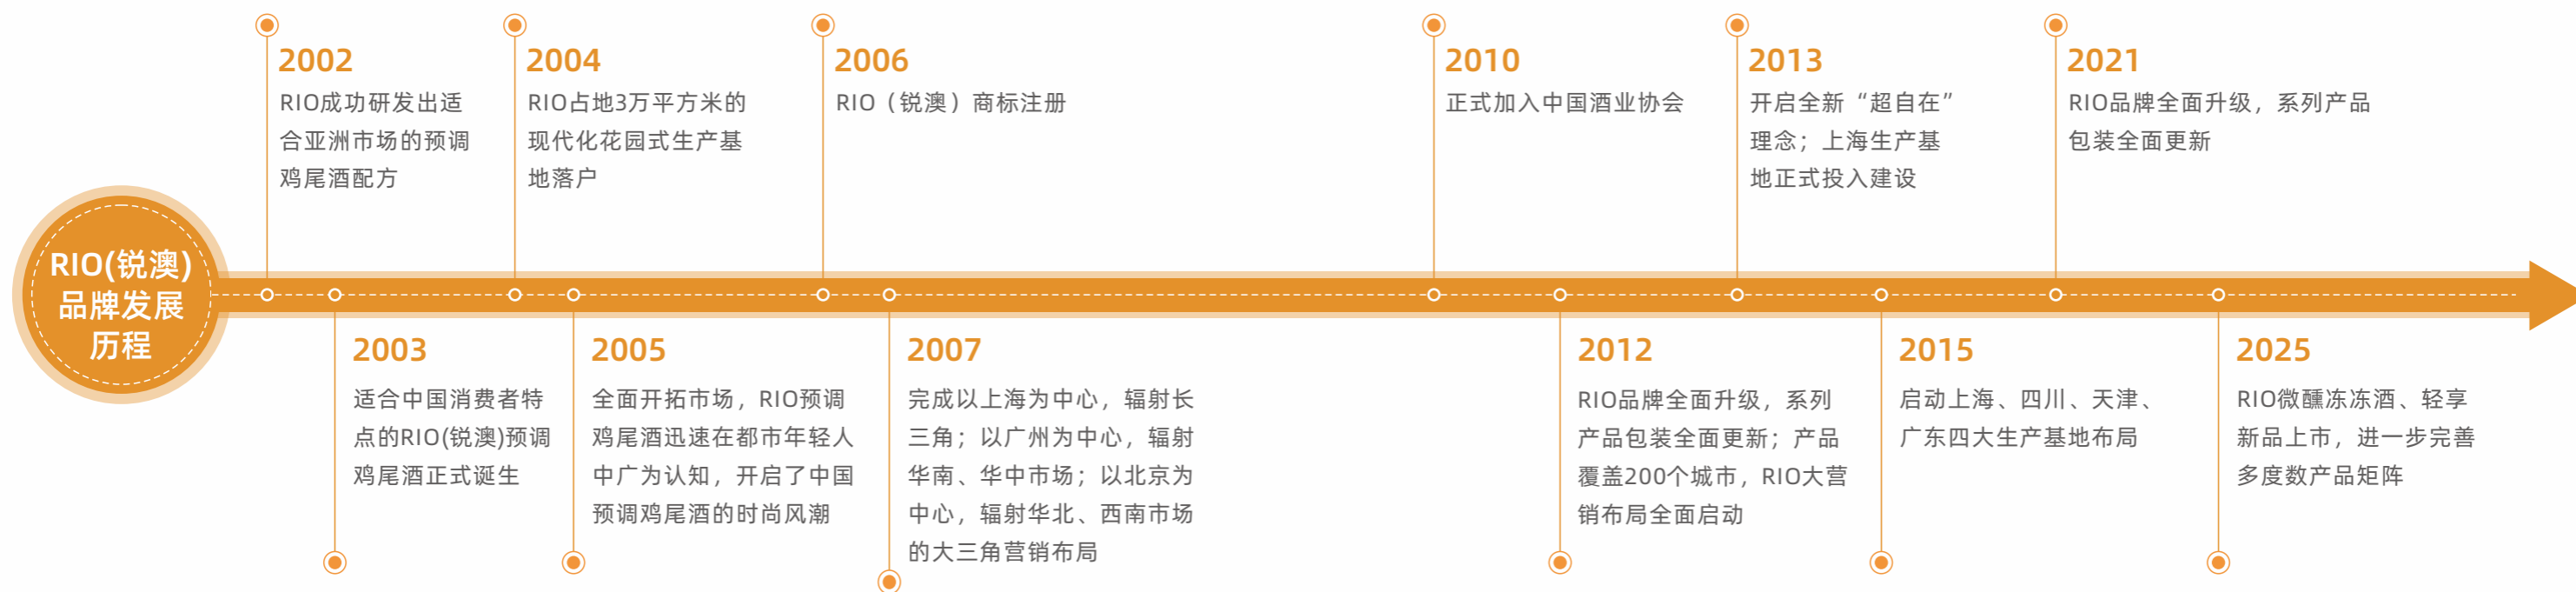 RIO(锐澳)
品牌发展
历程
2002
RIO成功研发出适
合亚洲市场的预调
鸡尾酒配方
2003
适合中国消费者特
点的RIO(锐澳)预调
鸡尾酒正式诞生
2004
RIO占地3万平方米的
现代化花园式生产基
地落户
2005
全面开拓市场，RIO预调
鸡尾酒迅速在都市年轻人
中广为认知，开启了中国
预调鸡尾酒的时尚风潮
2006
RIO（锐澳）商标注册
2007
完成以上海为中心，辐射长
三角；以广州为中心，辐射
华南、华中市场；以北京为
中心，辐射华北、西南市场
的大三角营销布局
2010
正式加入中国酒业协会
2012
RIO品牌全面升级，系列
产品包装全面更新；产品
覆盖200个城市，RIO大营
销布局全面启动
2013
开启全新“超自在”
理念；上海生产基
地正式投入建设
2015
启动上海、四川、天津、
广东四大生产基地布局
2021
RIO品牌全面升级，系列产品
包装全面更新
2025
RIO微醺冻冻酒、轻享
新品上市，进一步完善
多度数产品矩阵